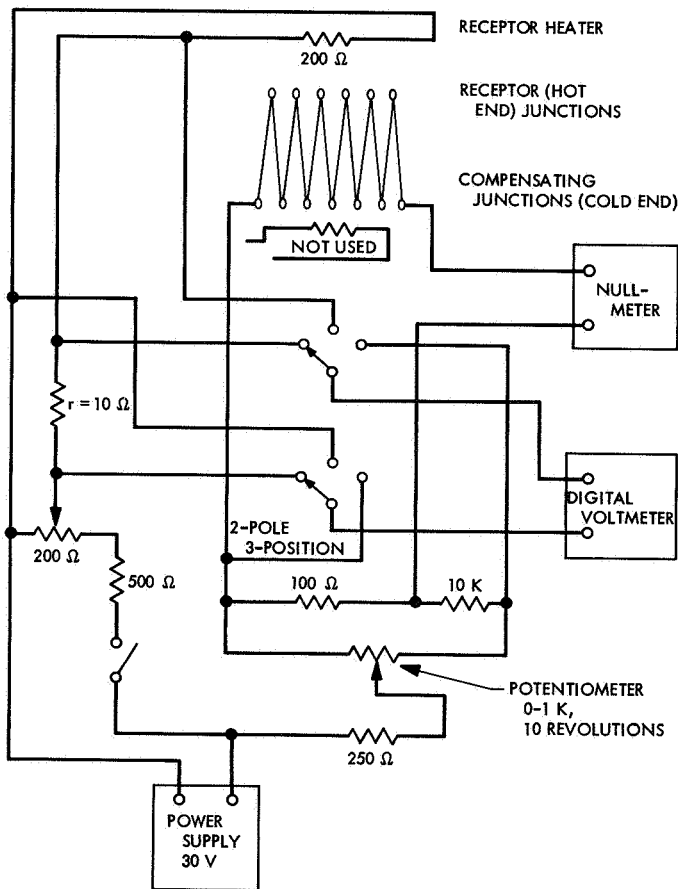 RECEPTOR HEATER
200 Ω
RECEPTOR (HOT
END) JUNCTIONS
COMPENSATING
JUNCTIONS (COLD END)
NOT USED
NULL-
METER
r = 10 Ω
DIGITAL
VOLTMETER
2-POLE
3-POSITION
200 Ω
500 Ω
100 Ω
10 K
POTENTIOMETER
0-1 K,
10 REVOLUTIONS
250 Ω
POWER
SUPPLY
30 V